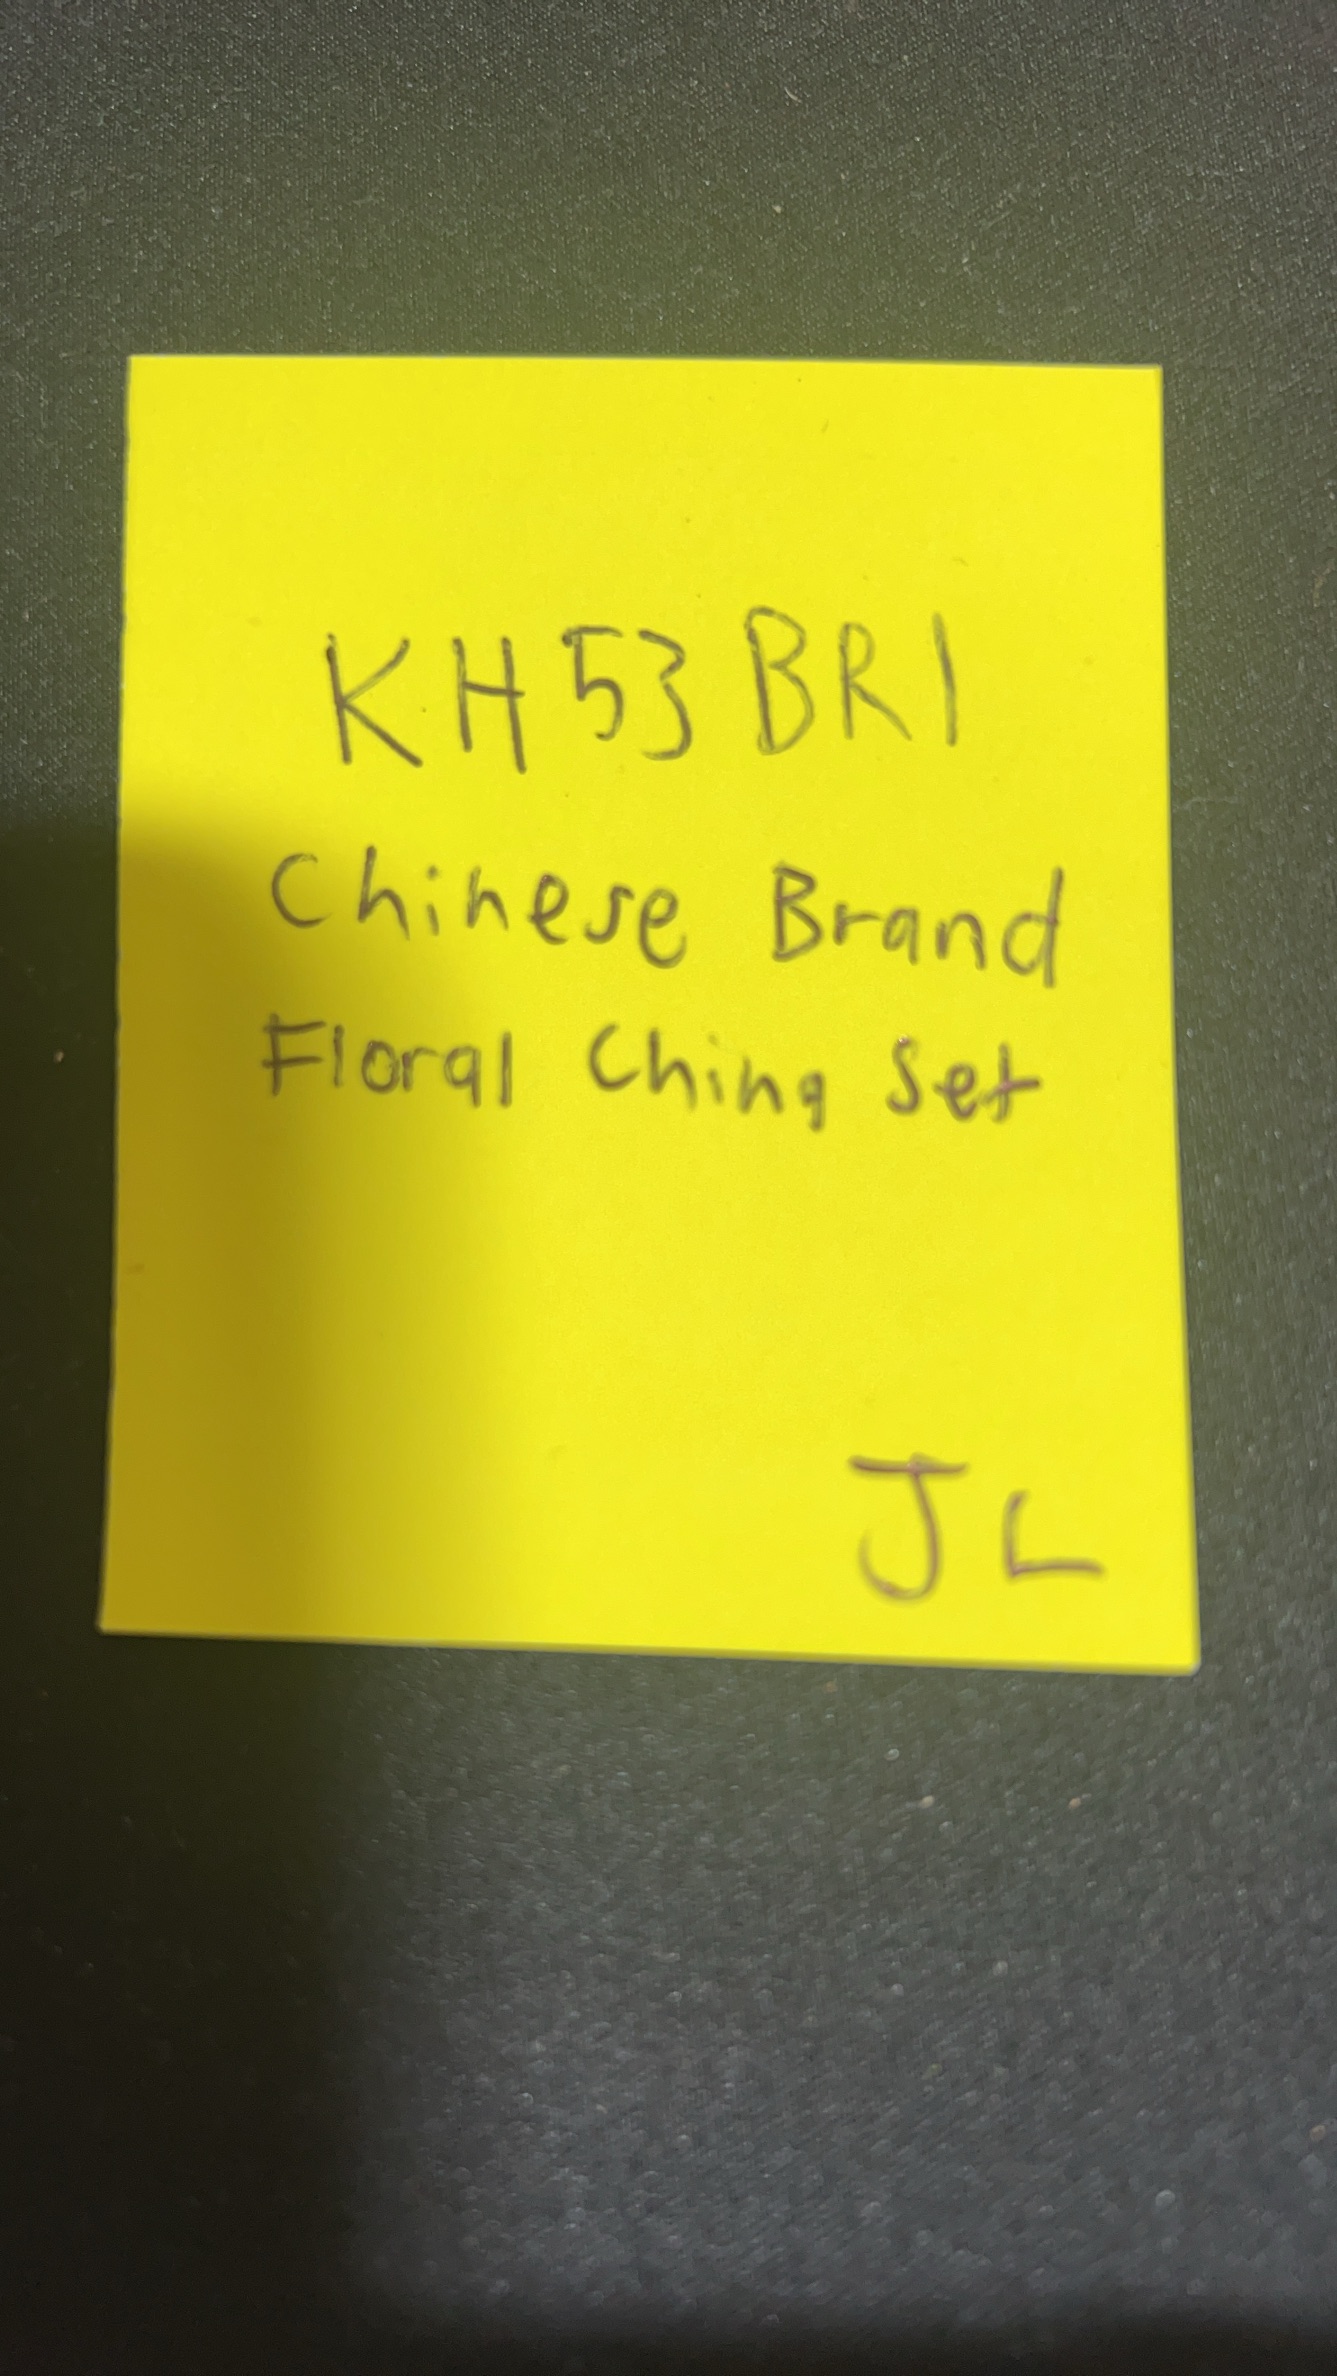 KH53BR1
Chinese Brand
Floral China Set
JL